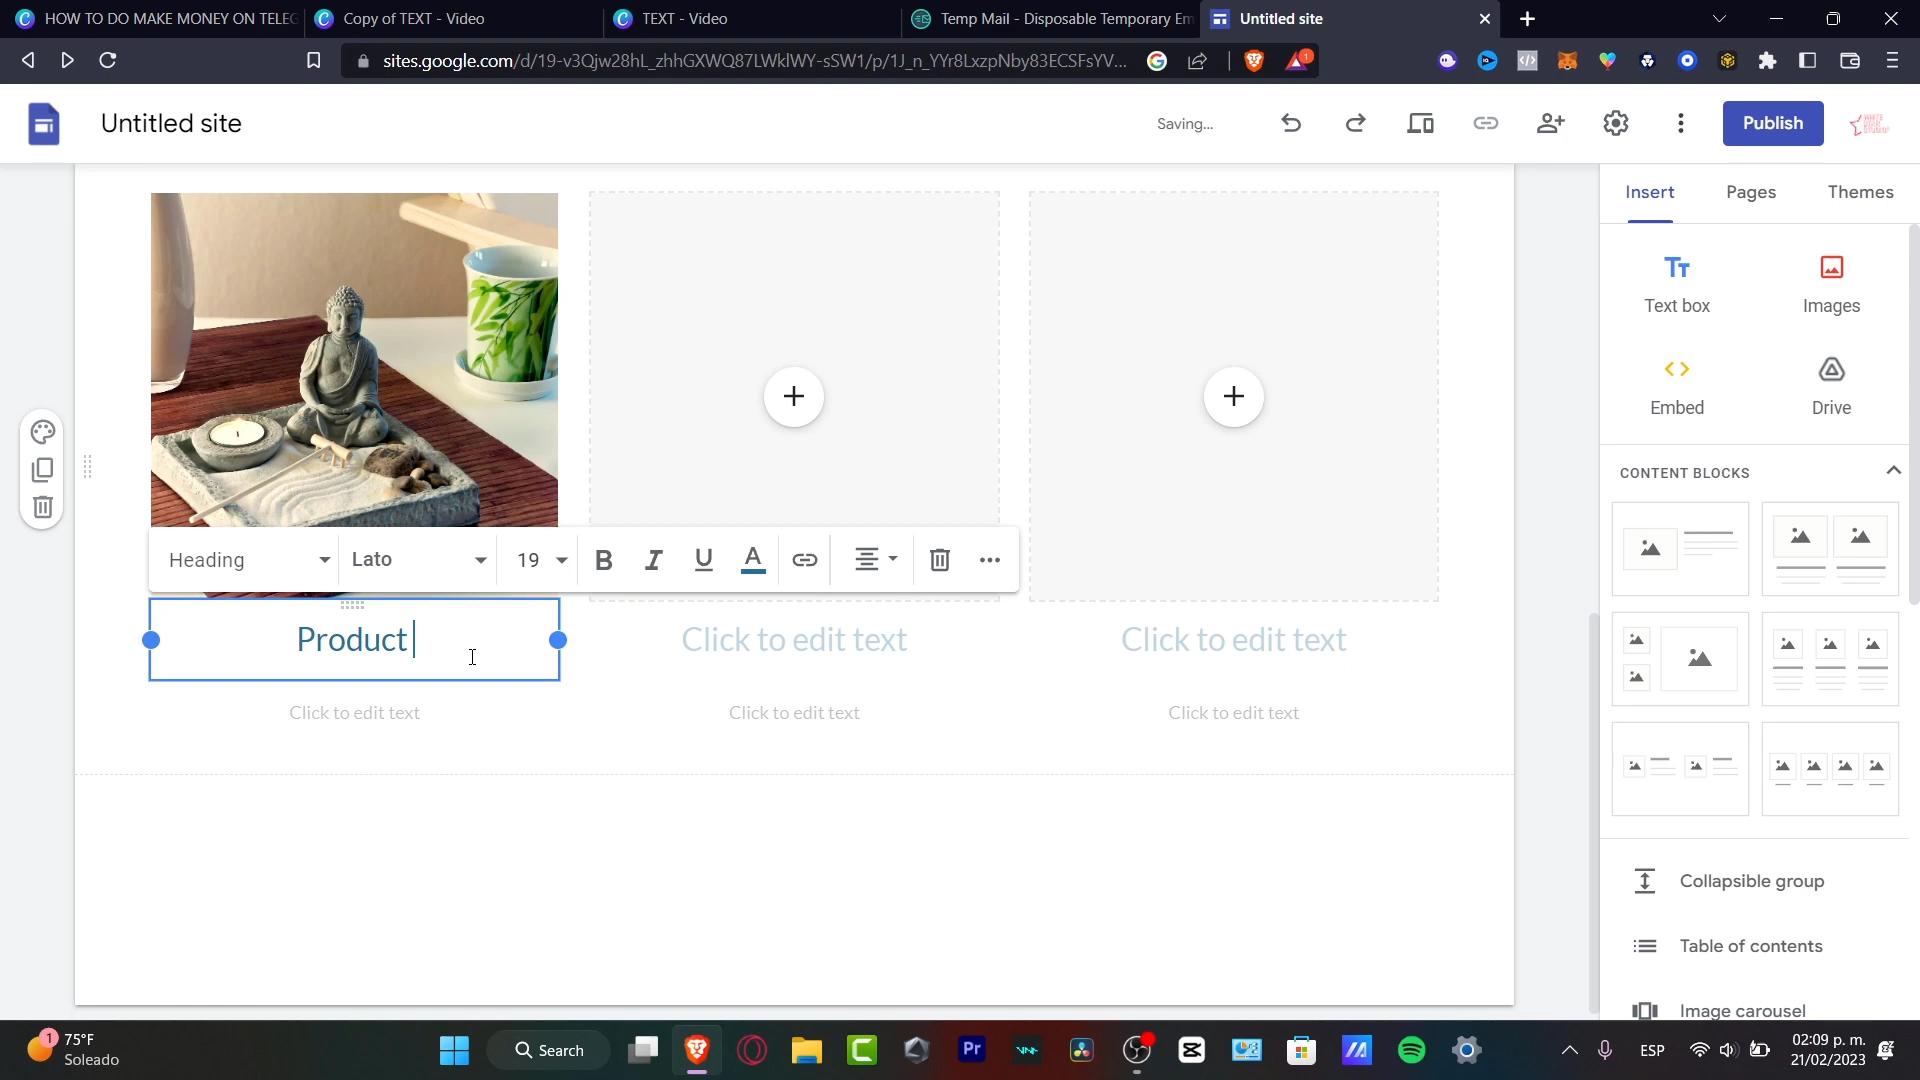 HOW TO DO MAKE MONEY ON TELEG
Copy of TEXT - Video
TEXT - Video
Temp Mail - Disposable Temporary Em
Untitled site
sites.google.com/d/19-v3Qjw28hL_zhhGXWQ87LWklWY-sSW1/p/1J_n_YYr8LxzpNby83ECSFsYV...
1
Untitled site
Saving...
Publish
Insert
Pages
Themes
Text box
Images
Embed
Drive
CONTENT BLOCKS
Heading
Lato
19
Product
Click to edit text
Click to edit text
Click to edit text
Click to edit text
Click to edit text
Collapsible group
Table of contents
Image carousel
1
75°F
Soleado
Search
Pr
ESP
02:09 p. m.
21/02/2023